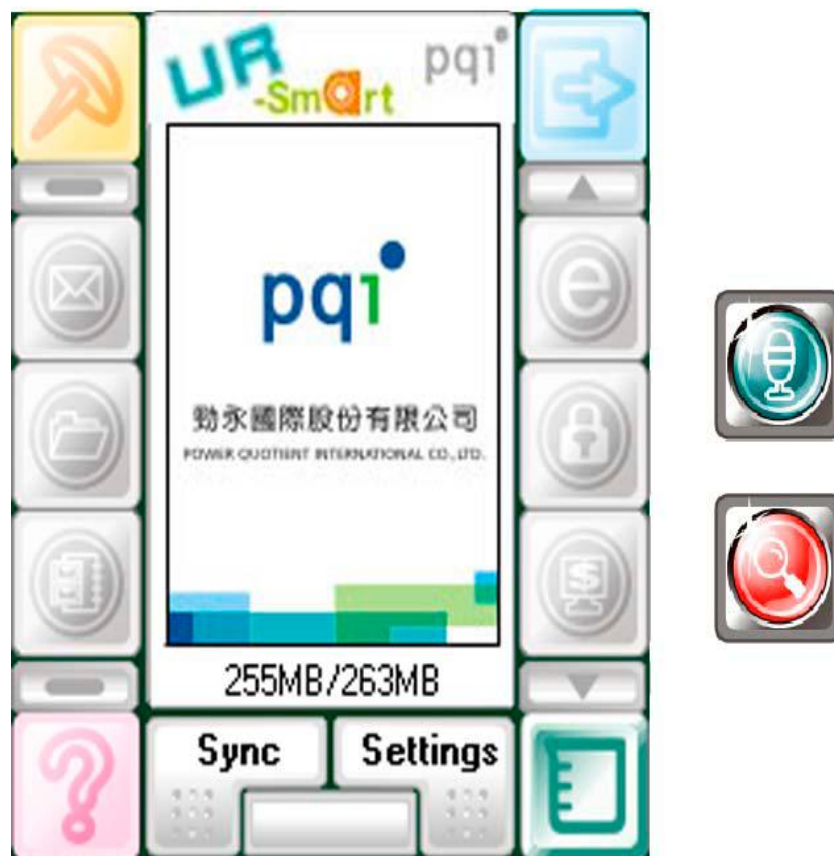 UR
-Smart
pqi
pqi
勁永國際股份有限公司
POWER QUOTIENT INTERNATIONAL CO., LTD.
e
$
255MB/263MB
Sync
Settings
?